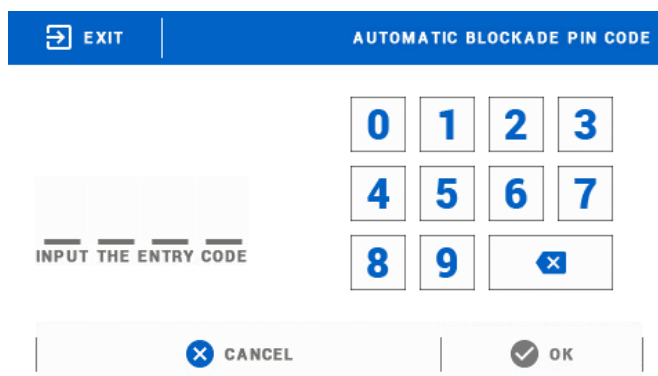 EXIT
AUTOMATIC BLOCKADE PIN CODE
0 1 2 3
4 5 6 7
8 9
INPUT THE ENTRY CODE
CANCEL
OK